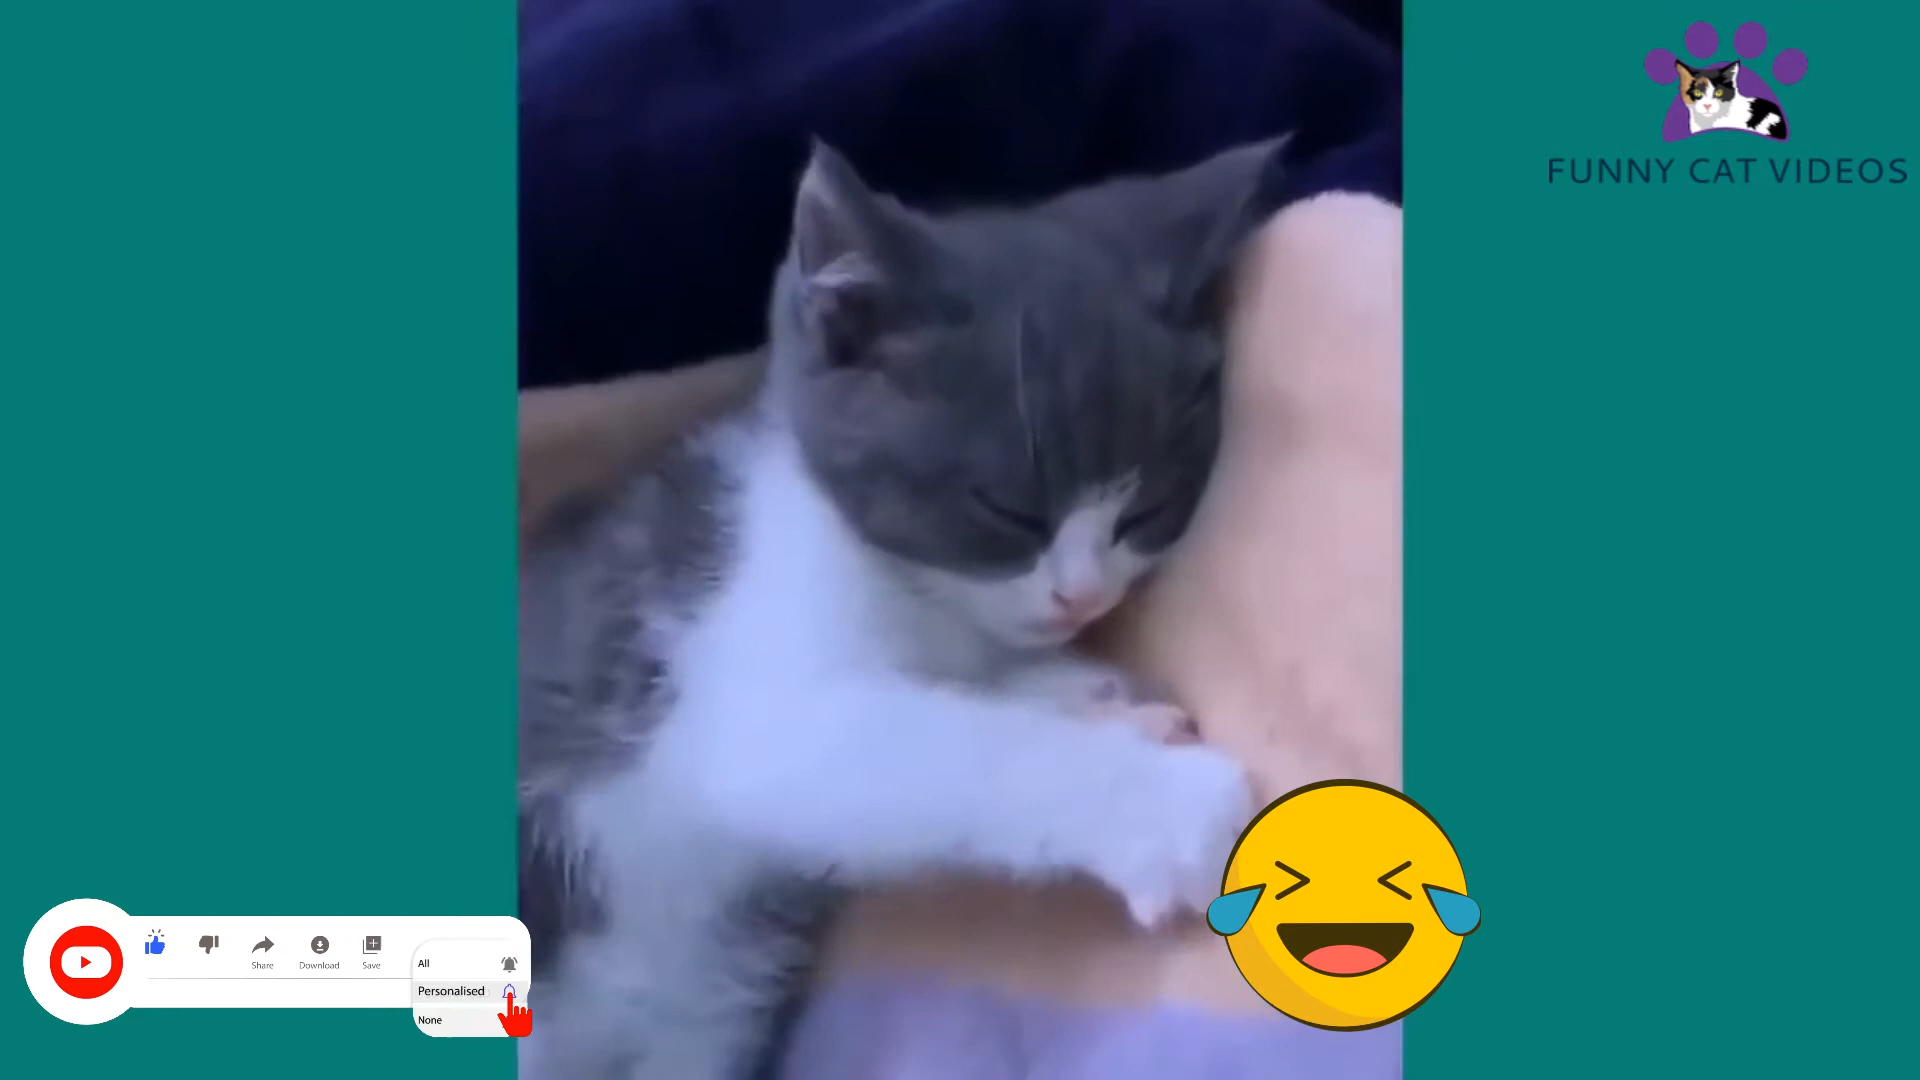 FUNNY CAT VIDEOS
Share
Download
Save
All
Personalised
None